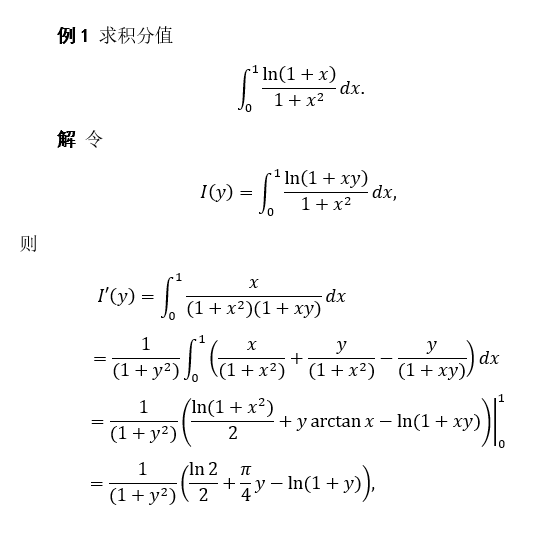 例 1 求积分值
∫₀¹ ln(1 + x) / (1 + x²) dx.
解 令
I(y) = ∫₀¹ ln(1 + xy) / (1 + x²) dx,
则
I′(y) = ∫₀¹ x / ((1 + x²)(1 + xy)) dx
= 1 / (1 + y²) ∫₀¹ (x / (1 + x²) + y / (1 + x²) − y / (1 + xy)) dx
= 1 / (1 + y²) (ln(1 + x²) / 2 + y arctan x − ln(1 + xy))|₀¹
= 1 / (1 + y²) (ln 2 / 2 + π / 4 y − ln(1 + y)),